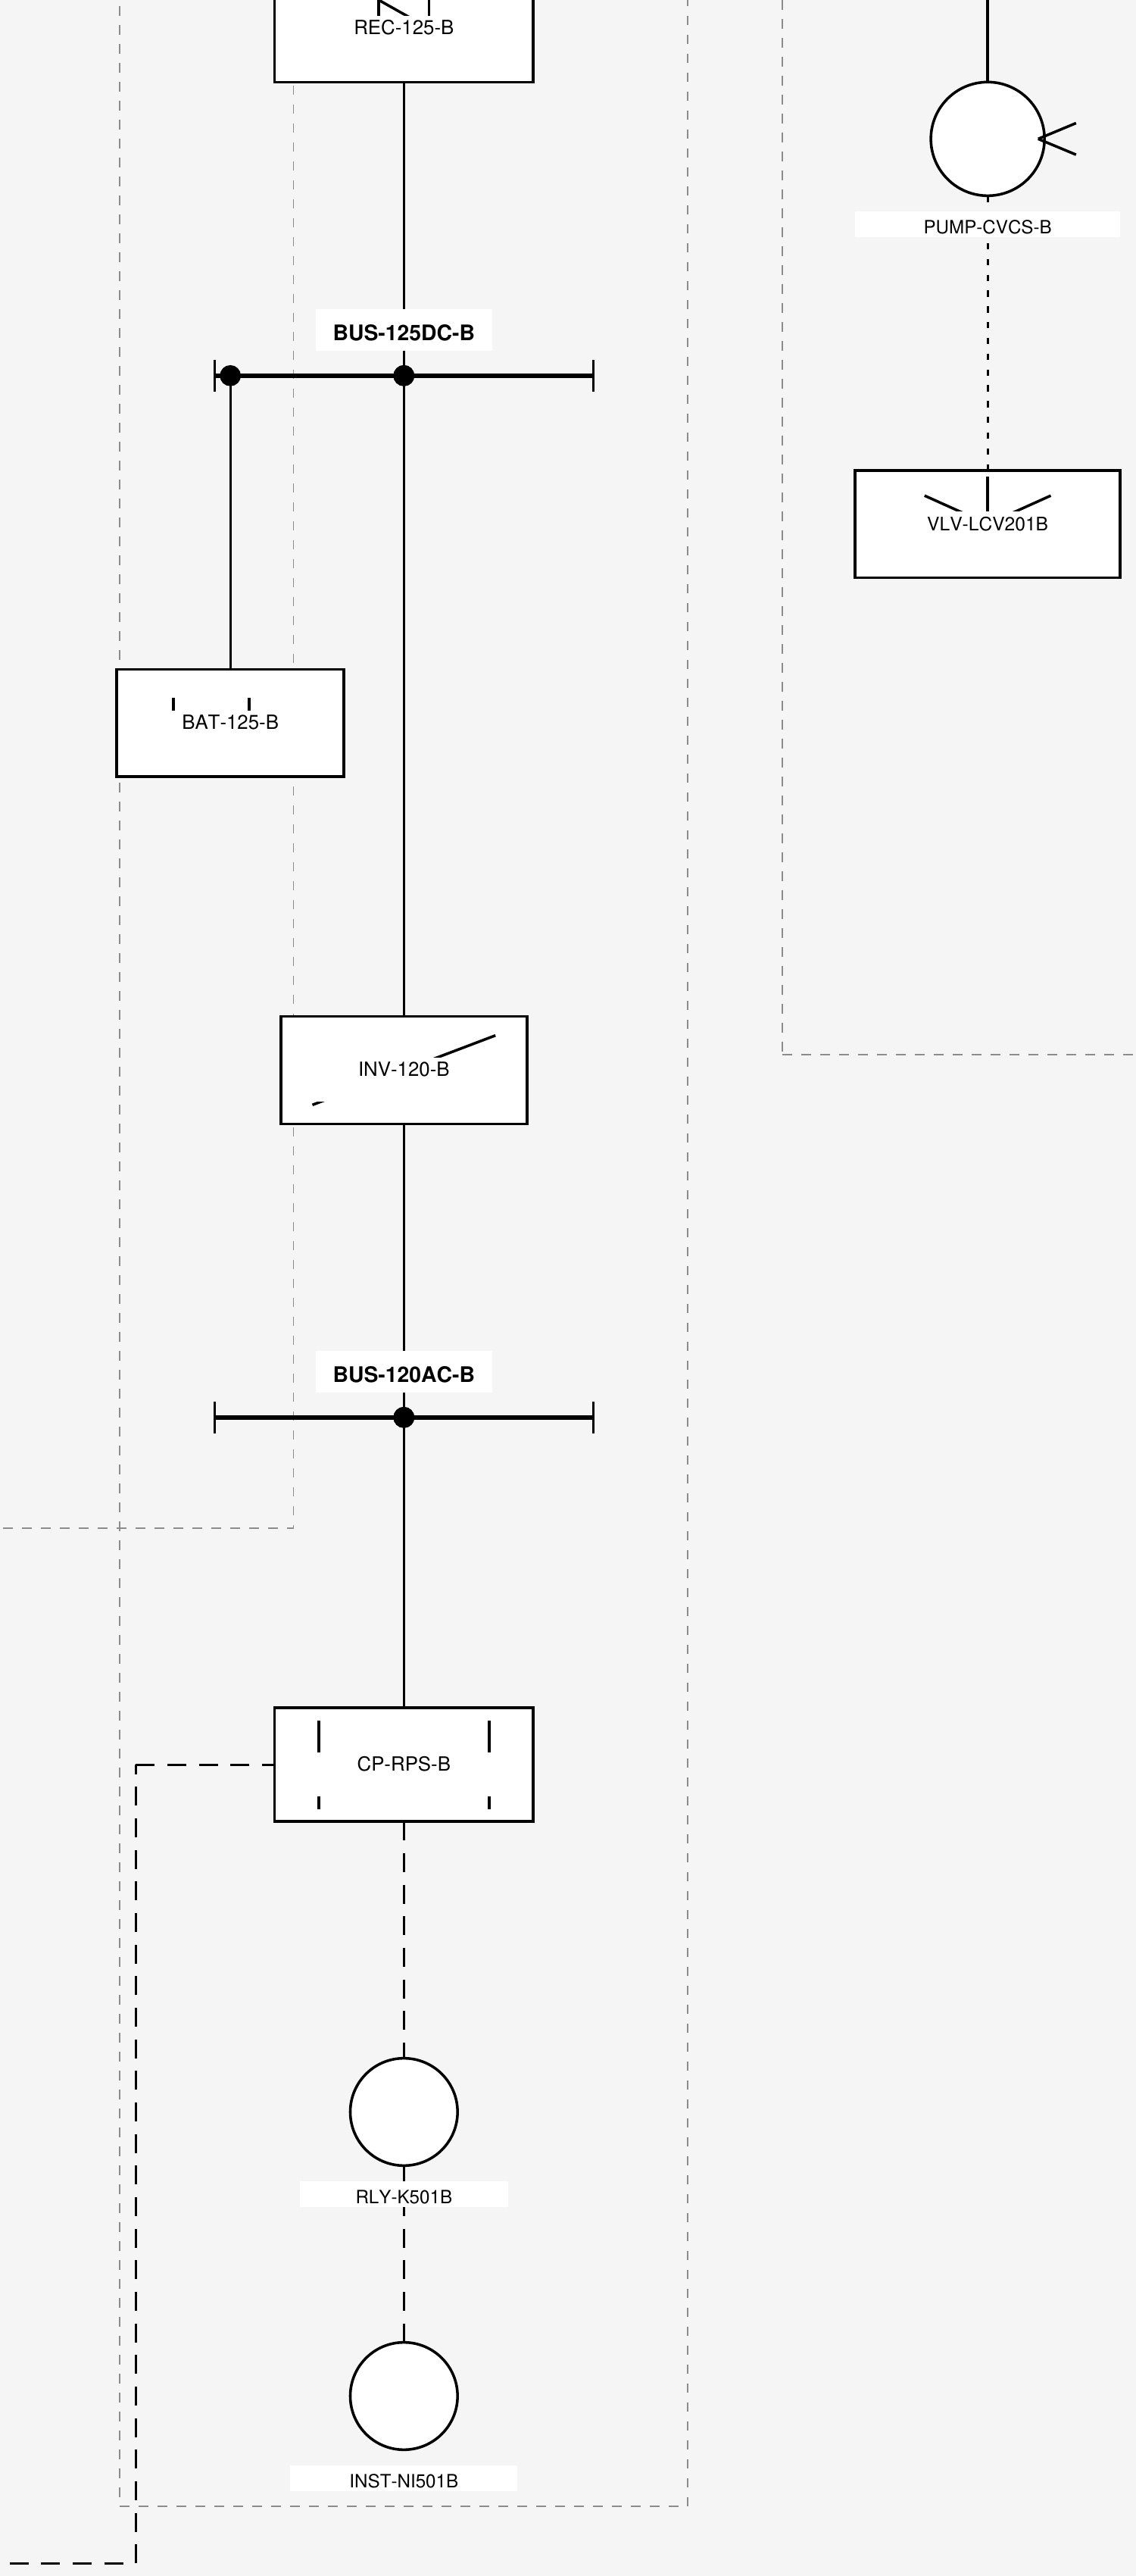 REC-125-B
PUMP-CVCS-B
BUS-125DC-B
VLV-LCV201B
BAT-125-B
INV-120-B
BUS-120AC-B
CP-RPS-B
RLY-K501B
INST-NI501B